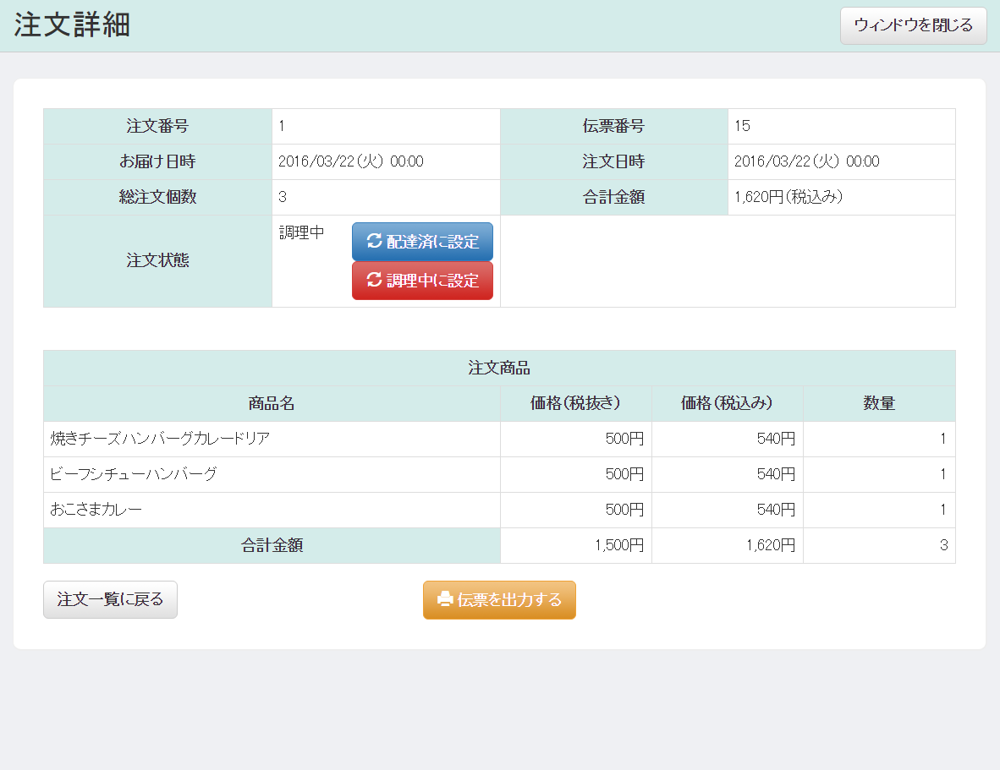 注文詳細 ウィンドウを閉じる
注文番号 1 伝票番号 15
お届け日時 2016/03/22(火) 00:00 注文日時 2016/03/22(火) 00:00
総注文個数 3 合計金額 1,620円(税込み)
注文状態 調理中 配達済に設定
調理中に設定
注文商品
商品名 価格(税抜き) 価格(税込み) 数量
焼きチーズハンバーグカレードリア 500円 540円 1
ビーフシチューハンバーグ 500円 540円 1
おこさまカレー 500円 540円 1
合計金額 1,500円 1,620円 3
注文一覧に戻る 伝票を出力する